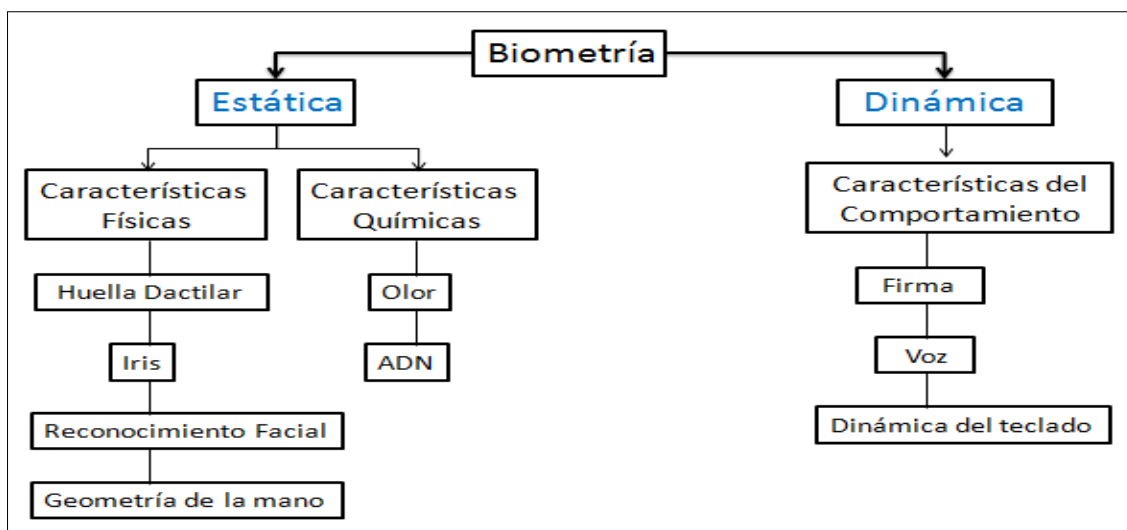 Biometría
Estática
Dinámica
Características
Físicas
Características
Químicas
Características del
Comportamiento
Huella Dactilar
Olor
Firma
Iris
ADN
Voz
Reconocimiento Facial
Dinámica del teclado
Geometría de la mano